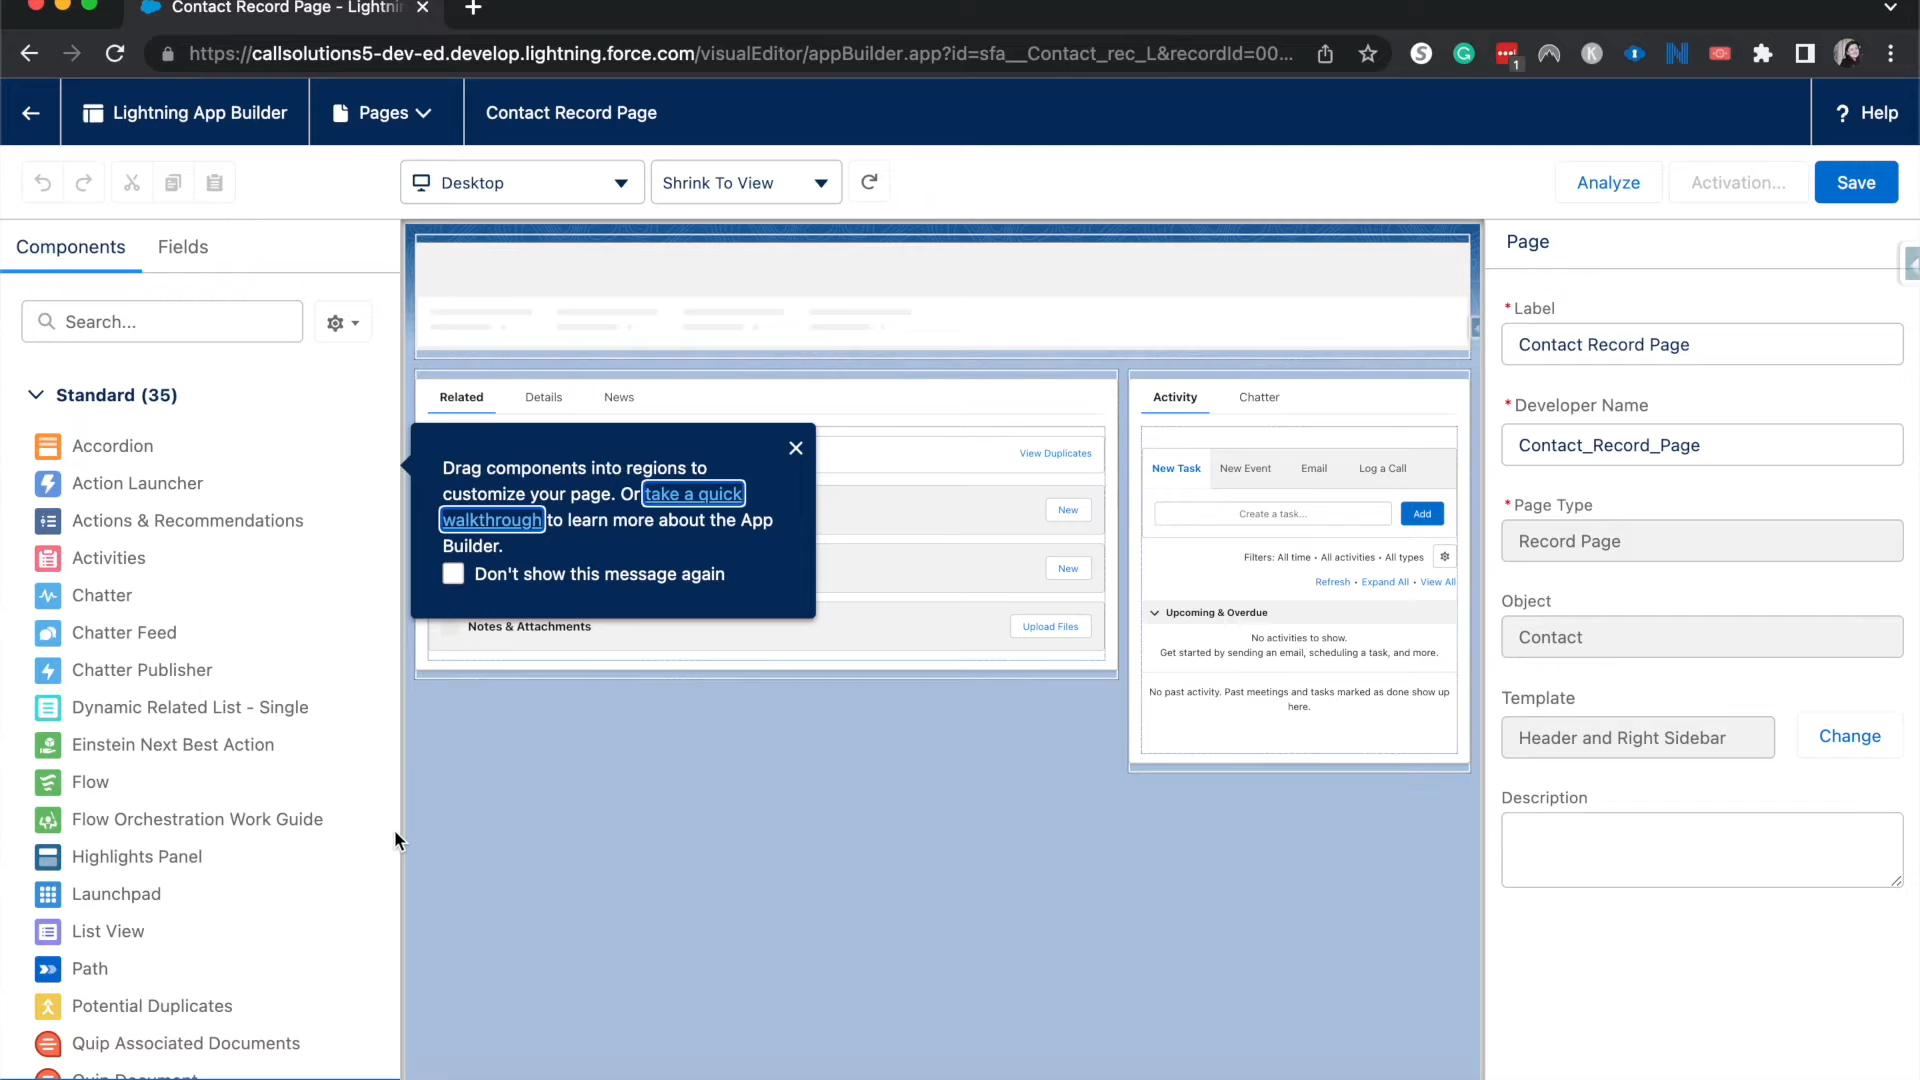 Contact Record Page - Lightni
https://callsolutions5-dev-ed.develop.lightning.force.com/visualEditor/appBuilder.app?id=sfa__Contact_rec_L&recordId=00...
1
Lightning App Builder
Pages
Contact Record Page
? Help
Desktop
Shrink To View
Analyze
Activation...
Save
Components
Fields
Search...
Standard (35)
Accordion
Action Launcher
Actions & Recommendations
Activities
Chatter
Chatter Feed
Chatter Publisher
Dynamic Related List - Single
Einstein Next Best Action
Flow
Flow Orchestration Work Guide
Highlights Panel
Launchpad
List View
Path
Potential Duplicates
Quip Associated Documents
Quip Document
Related
Details
News
View Duplicates
New
New
Drag components into regions to
customize your page. Or take a quick
walkthrough to learn more about the App
Builder.
Don't show this message again
Notes & Attachments
Upload Files
Activity
Chatter
New Task
New Event
Email
Log a Call
Create a task...
Add
Filters: All time • All activities • All types
Refresh • Expand All • View All
Upcoming & Overdue
No activities to show.
Get started by sending an email, scheduling a task, and more.
No past activity. Past meetings and tasks marked as done show up
here.
Page
* Label
Contact Record Page
* Developer Name
Contact_Record_Page
* Page Type
Record Page
Object
Contact
Template
Header and Right Sidebar
Change
Description